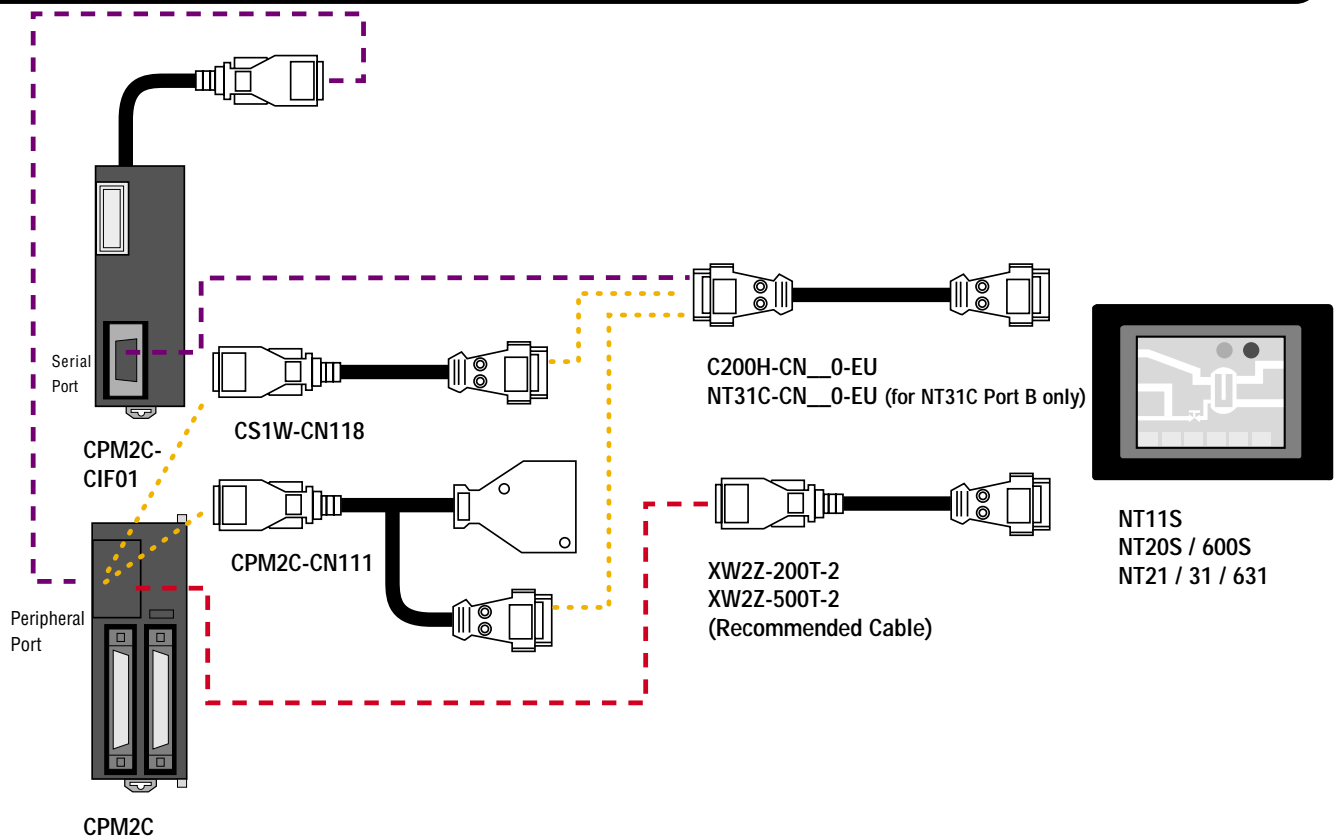 Serial
Port
CPM2C-
CIF01
CS1W-CN118
C200H-CN__0-EU
NT31C-CN__0-EU (for NT31C Port B only)
CPM2C-CN111
XW2Z-200T-2
XW2Z-500T-2
(Recommended Cable)
NT11S
NT20S / 600S
NT21 / 31 / 631
Peripheral
Port
CPM2C